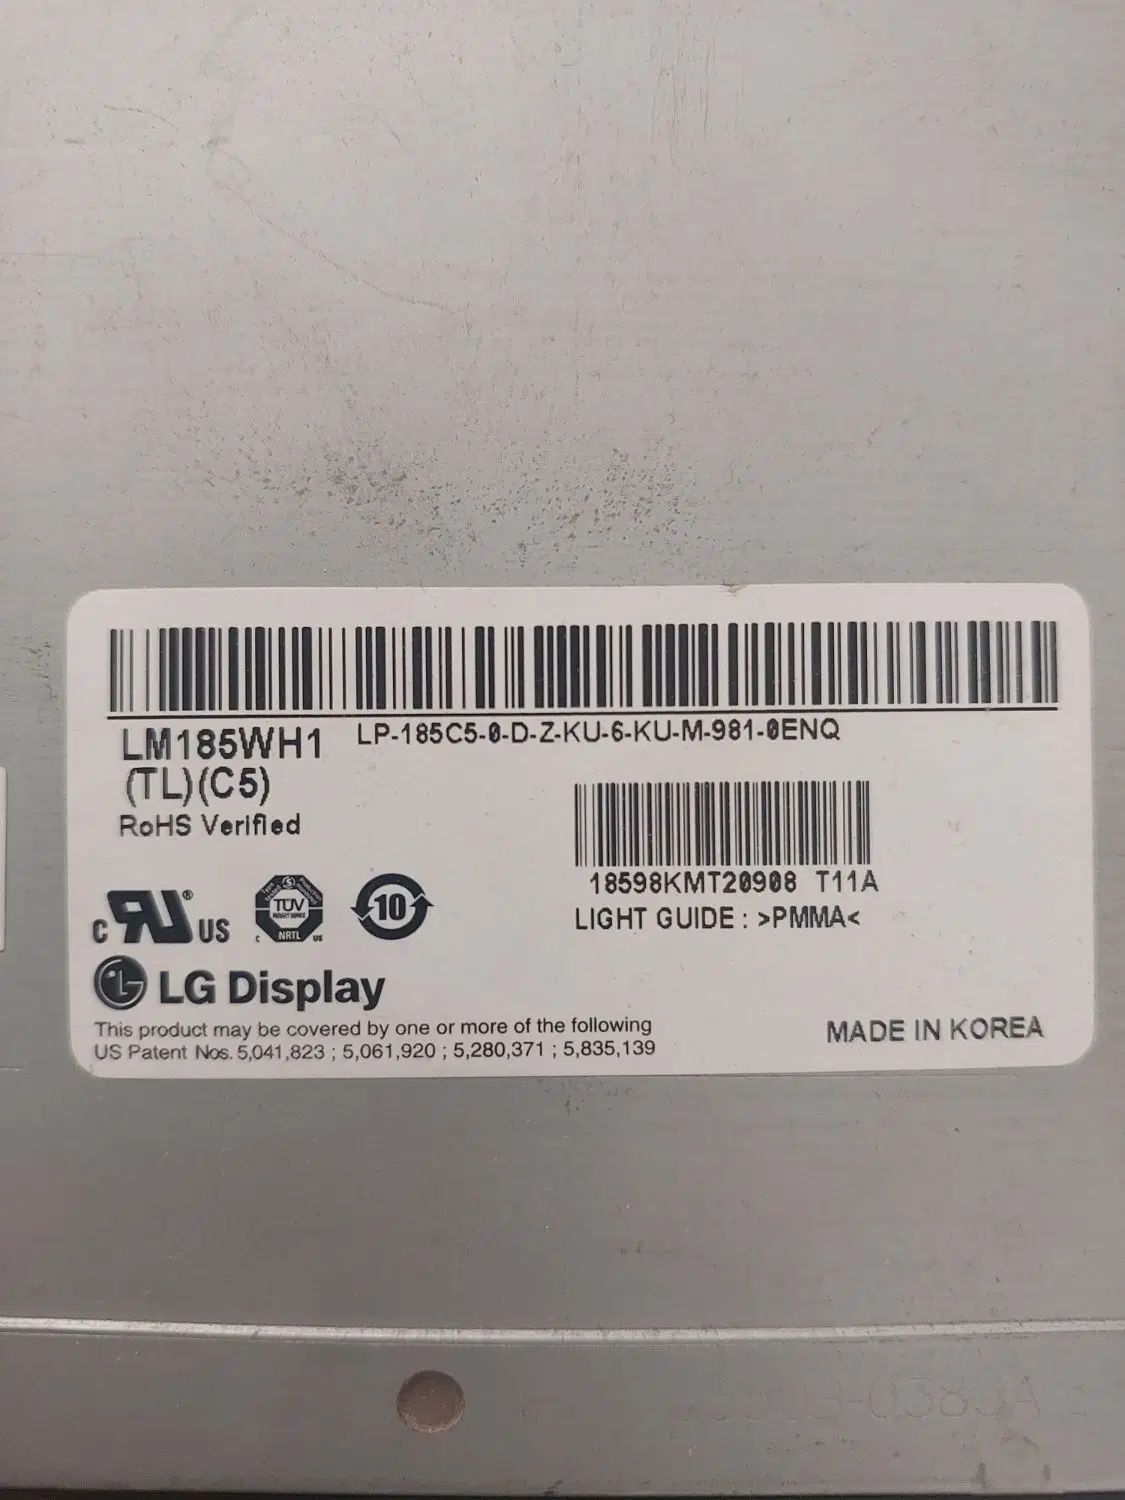 LM185WH1
(TL)(C5)
LP-185C5-0-D-Z-KU-6-KU-M-981-0ENQ
RoHS Verified
18598KMT20908 T11A
LIGHT GUIDE : >PMMA<
c RU ® US
TÜV
C NRTL US
10
LG Display
This product may be covered by one or more of the following
US Patent Nos. 5,041,823 ; 5,061,920 ; 5,280,371 ; 5,835,139
MADE IN KOREA